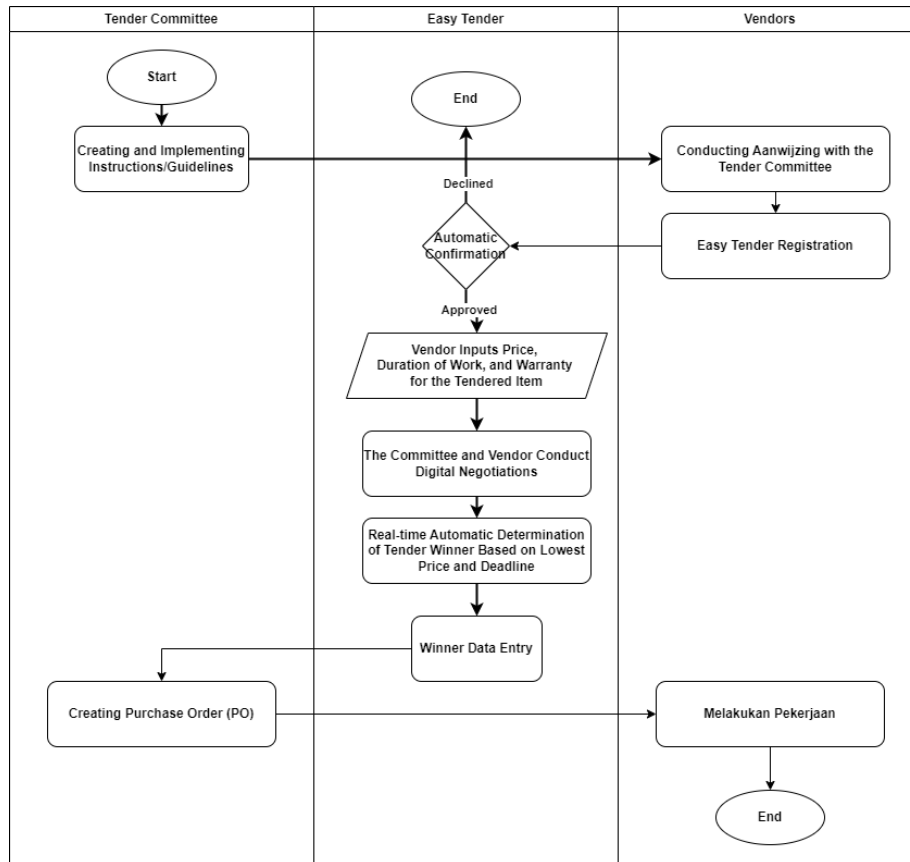 Tender Committee
Easy Tender
Vendors
Start
End
Creating and Implementing
Instructions/Guidelines
Conducting Aanwijzing with the
Tender Committee
Declined
Automatic
Confirmation
Easy Tender Registration
Approved
Vendor Inputs Price,
Duration of Work, and Warranty
for the Tendered Item
The Committee and Vendor Conduct
Digital Negotiations
Real-time Automatic Determination
of Tender Winner Based on Lowest
Price and Deadline
Winner Data Entry
Creating Purchase Order (PO)
Melakukan Pekerjaan
End